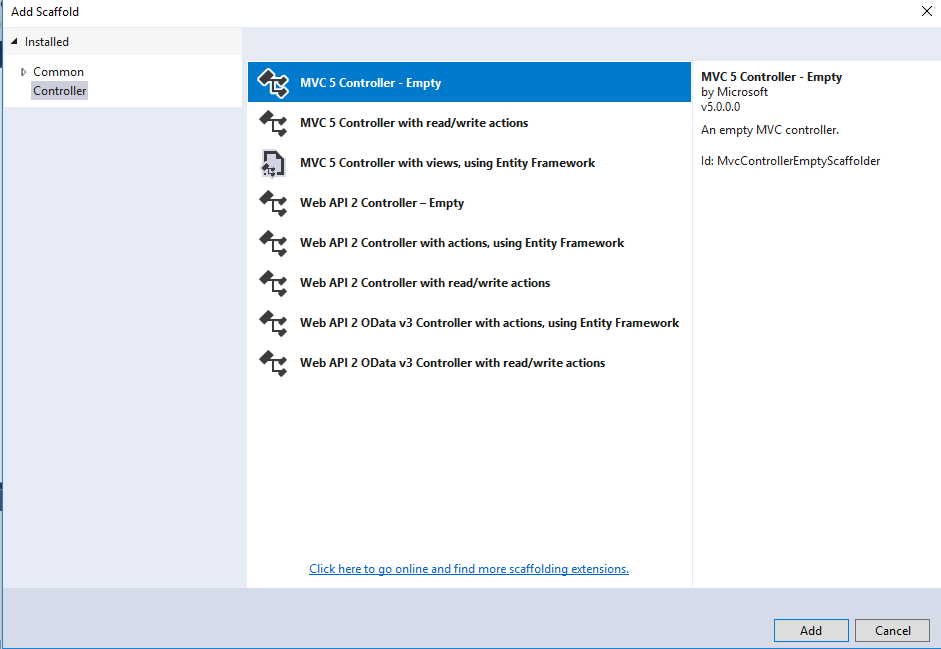 Add Scaffold
Installed
Common
Controller
MVC 5 Controller - Empty
MVC 5 Controller with read/write actions
MVC 5 Controller with views, using Entity Framework
Web API 2 Controller – Empty
Web API 2 Controller with actions, using Entity Framework
Web API 2 Controller with read/write actions
Web API 2 OData v3 Controller with actions, using Entity Framework
Web API 2 OData v3 Controller with read/write actions
Click here to go online and find more scaffolding extensions.
MVC 5 Controller - Empty
by Microsoft
v5.0.0.0
An empty MVC controller.
Id: MvcControllerEmptyScaffolder
Add
Cancel